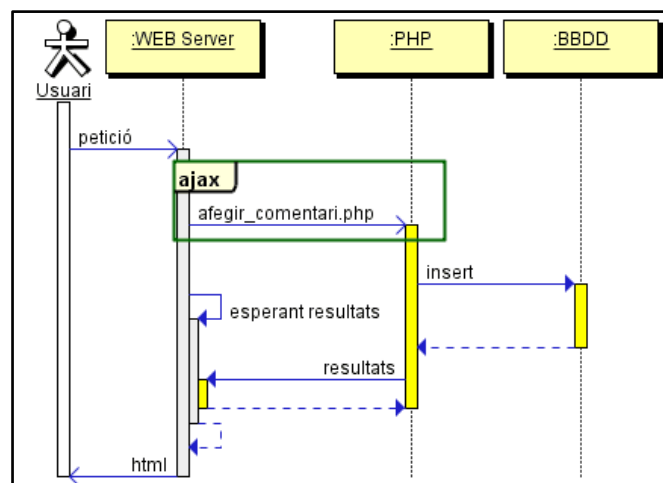 :WEB Server
:PHP
:BBDD
Usuari
petició
ajax
afegir_comentari.php
insert
esperant resultats
resultats
html